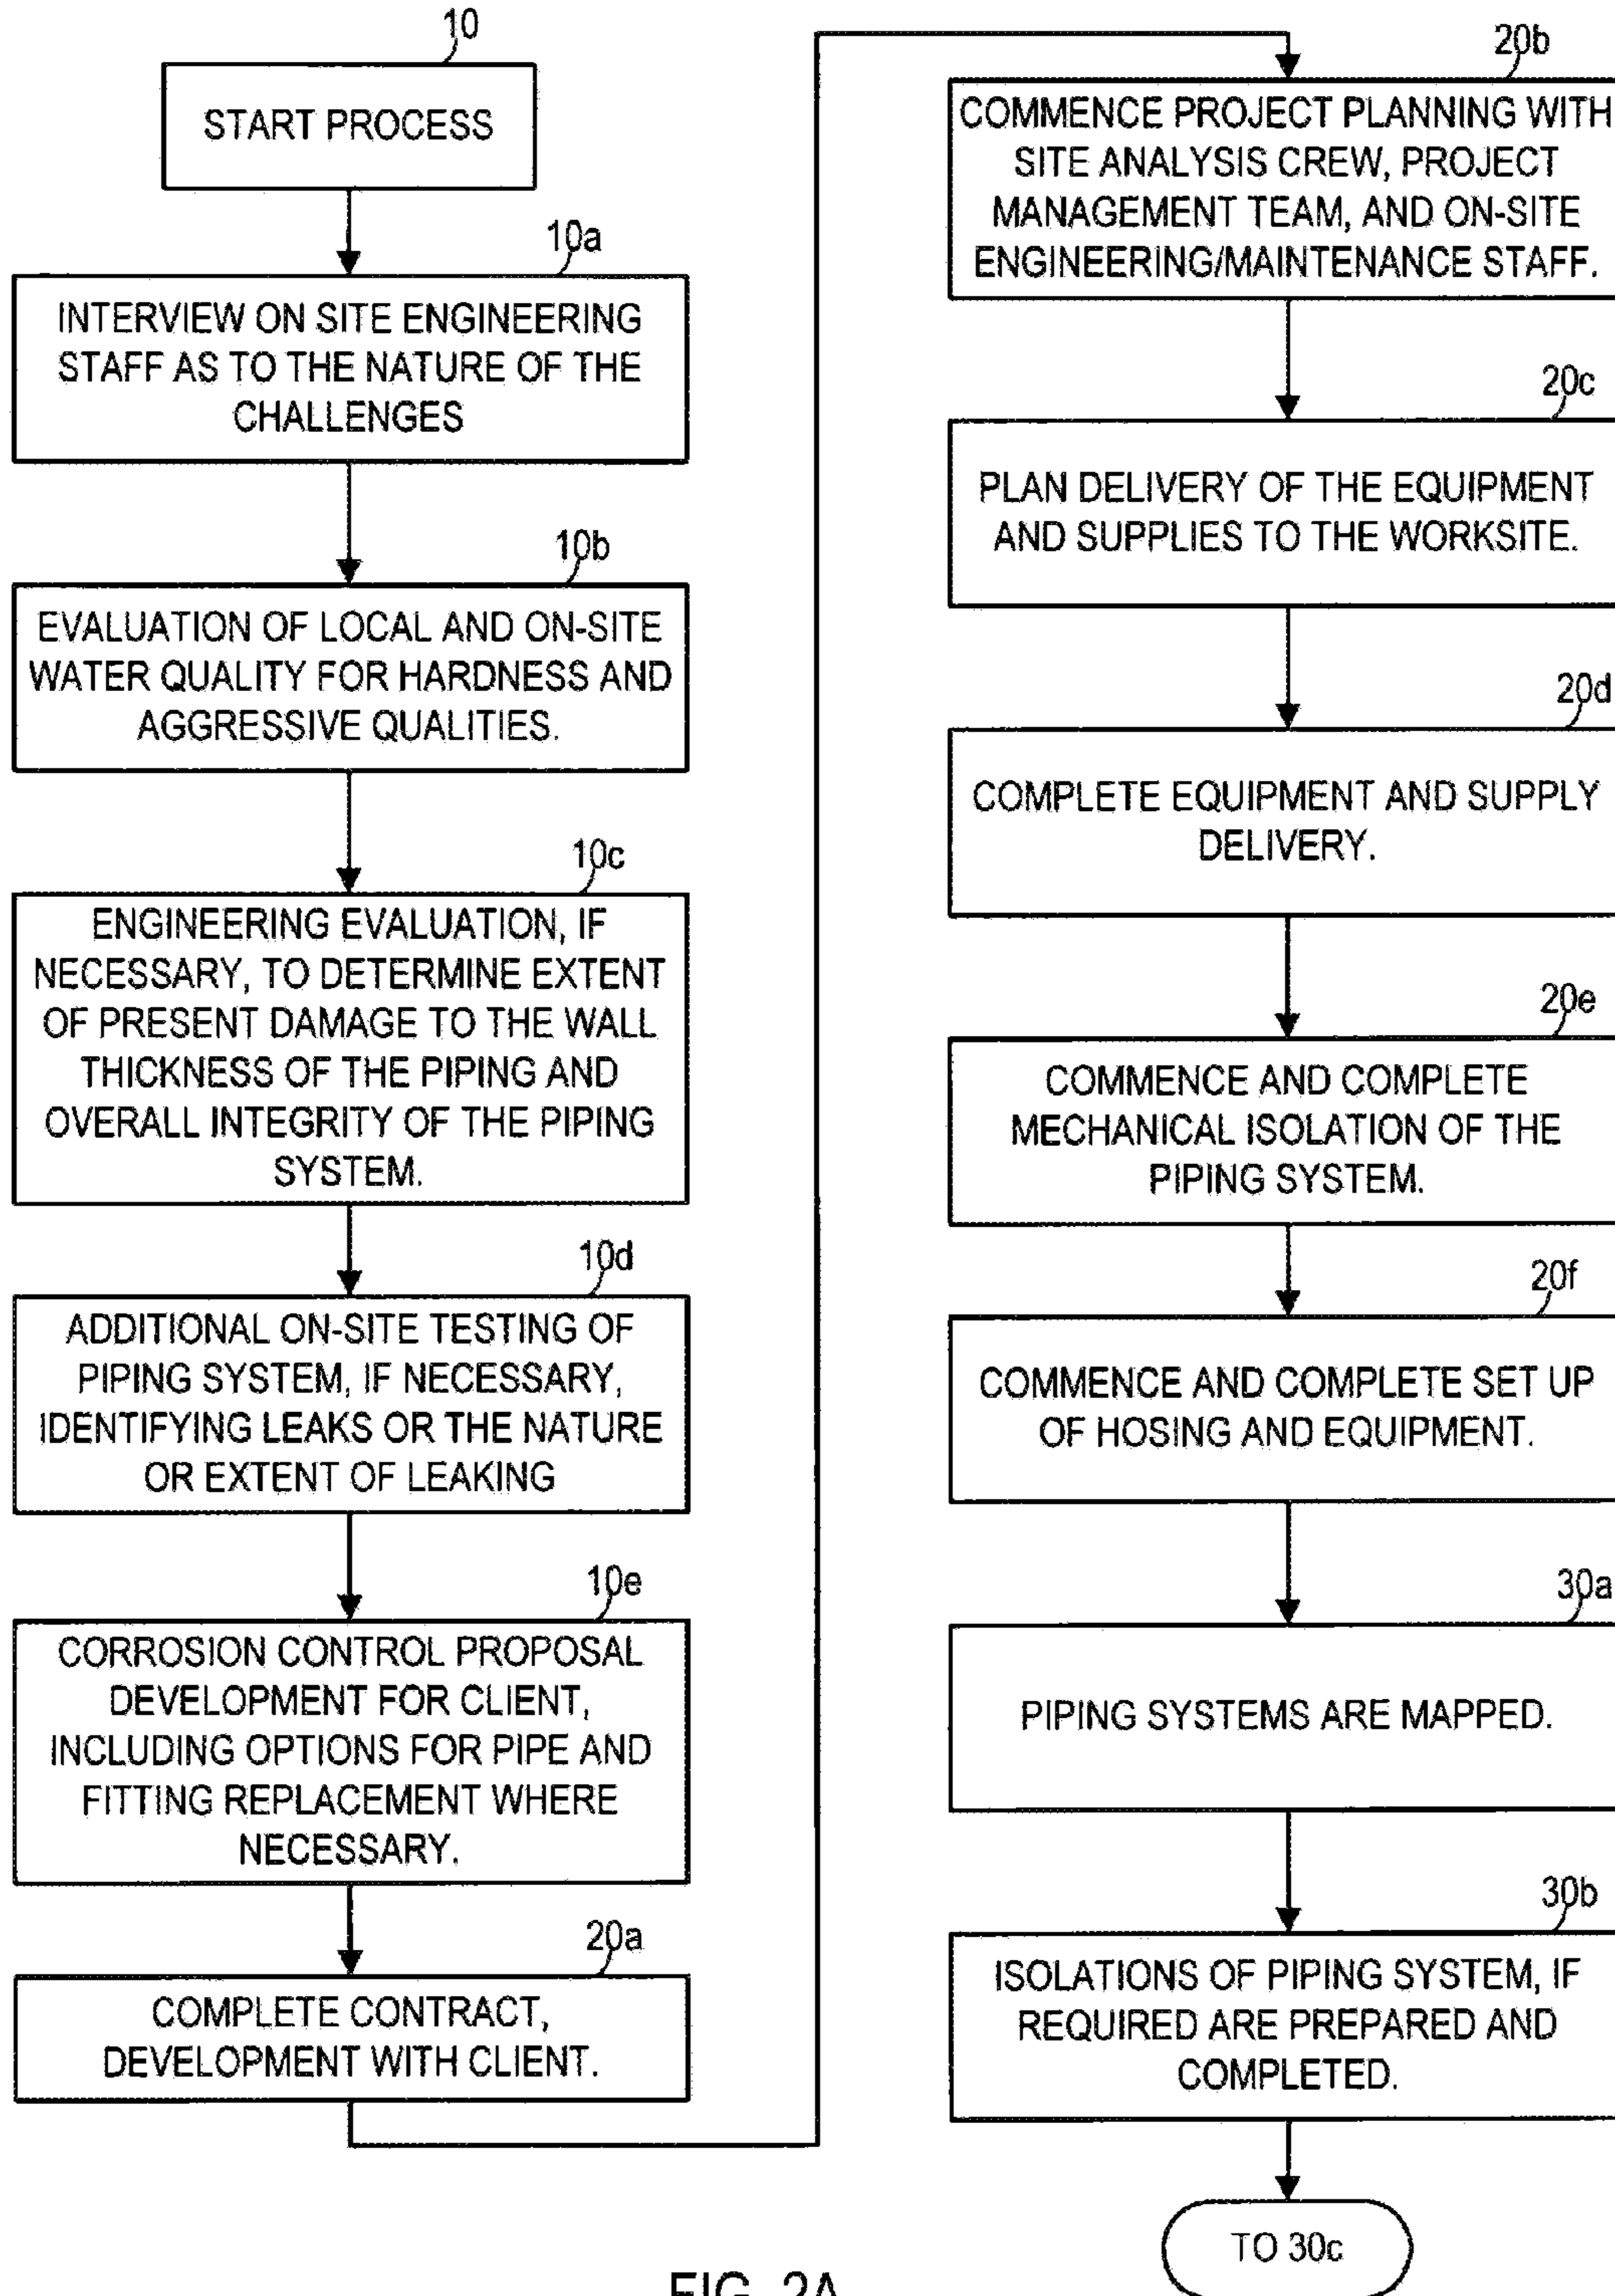 10
START PROCESS
10a
INTERVIEW ON SITE ENGINEERING
STAFF AS TO THE NATURE OF THE
CHALLENGES
10b
EVALUATION OF LOCAL AND ON-SITE
WATER QUALITY FOR HARDNESS AND
AGGRESSIVE QUALITIES.
10c
ENGINEERING EVALUATION, IF
NECESSARY, TO DETERMINE EXTENT
OF PRESENT DAMAGE TO THE WALL
THICKNESS OF THE PIPING AND
OVERALL INTEGRITY OF THE PIPING
SYSTEM.
10d
ADDITIONAL ON-SITE TESTING OF
PIPING SYSTEM, IF NECESSARY,
IDENTIFYING LEAKS OR THE NATURE
OR EXTENT OF LEAKING
10e
CORROSION CONTROL PROPOSAL
DEVELOPMENT FOR CLIENT,
INCLUDING OPTIONS FOR PIPE AND
FITTING REPLACEMENT WHERE
NECESSARY.
20a
COMPLETE CONTRACT,
DEVELOPMENT WITH CLIENT.
20b
COMMENCE PROJECT PLANNING WITH
SITE ANALYSIS CREW, PROJECT
MANAGEMENT TEAM, AND ON-SITE
ENGINEERING/MAINTENANCE STAFF.
20c
PLAN DELIVERY OF THE EQUIPMENT
AND SUPPLIES TO THE WORKSITE.
20d
COMPLETE EQUIPMENT AND SUPPLY
DELIVERY.
20e
COMMENCE AND COMPLETE
MECHANICAL ISOLATION OF THE
PIPING SYSTEM.
20f
COMMENCE AND COMPLETE SET UP
OF HOSING AND EQUIPMENT.
30a
PIPING SYSTEMS ARE MAPPED.
30b
ISOLATIONS OF PIPING SYSTEM, IF
REQUIRED ARE PREPARED AND
COMPLETED.
TO 30c
FIG. 2A